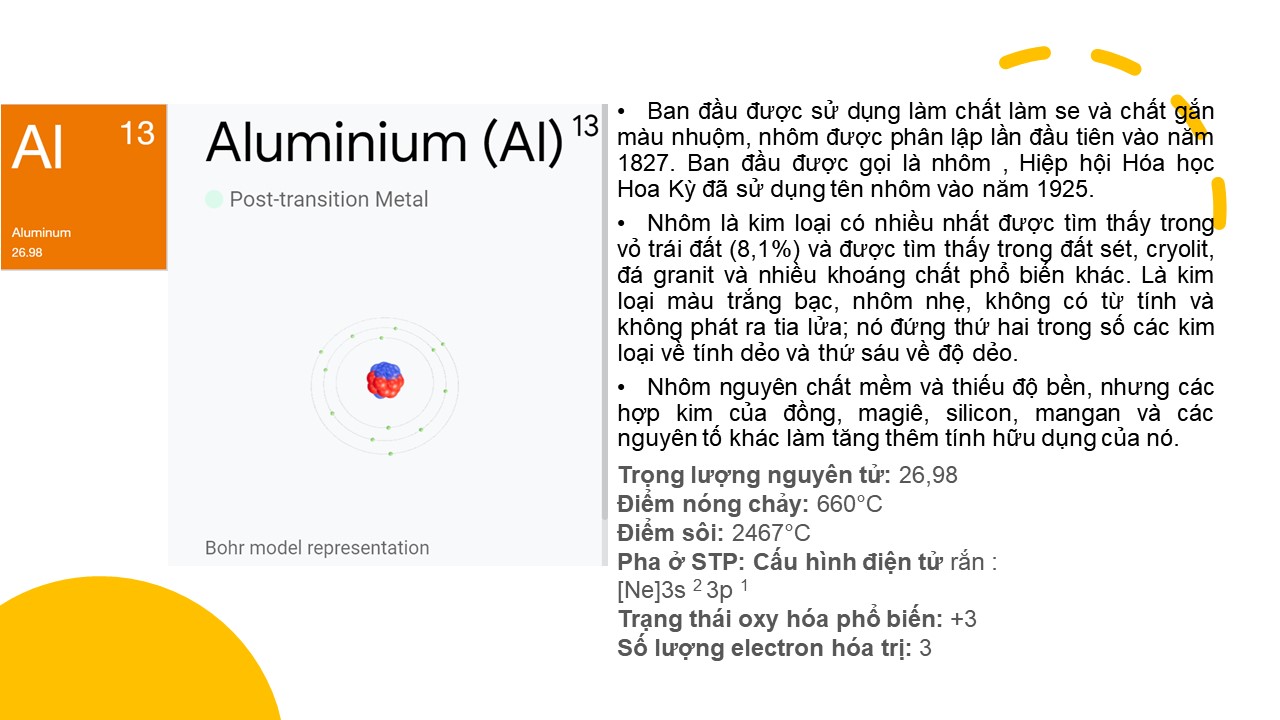 Al
13
Aluminum
26.98
Aluminium (Al) 13
Post-transition Metal
Bohr model representation
• Ban đầu được sử dụng làm chất làm se và chất gắn
màu nhuộm, nhôm được phân lập lần đầu tiên vào năm
1827. Ban đầu được gọi là nhôm , Hiệp hội Hóa học
Hoa Kỳ đã sử dụng tên nhôm vào năm 1925.
• Nhôm là kim loại có nhiều nhất được tìm thấy trong
vỏ trái đất (8,1%) và được tìm thấy trong đất sét, cryolit,
đá granit và nhiều khoáng chất phổ biến khác. Là kim
loại màu trắng bạc, nhôm nhẹ, không có từ tính và
không phát ra tia lửa; nó đứng thứ hai trong số các kim
loại về tính dẻo và thứ sáu về độ dẻo.
• Nhôm nguyên chất mềm và thiếu độ bền, nhưng các
hợp kim của đồng, magiê, silicon, mangan và các
nguyên tố khác làm tăng thêm tính hữu dụng của nó.
Trọng lượng nguyên tử: 26,98
Điểm nóng chảy: 660°C
Điểm sôi: 2467°C
Pha ở STP: Cấu hình điện tử rắn :
[Ne]3s 2 3p 1
Trạng thái oxy hóa phổ biến: +3
Số lượng electron hóa trị: 3